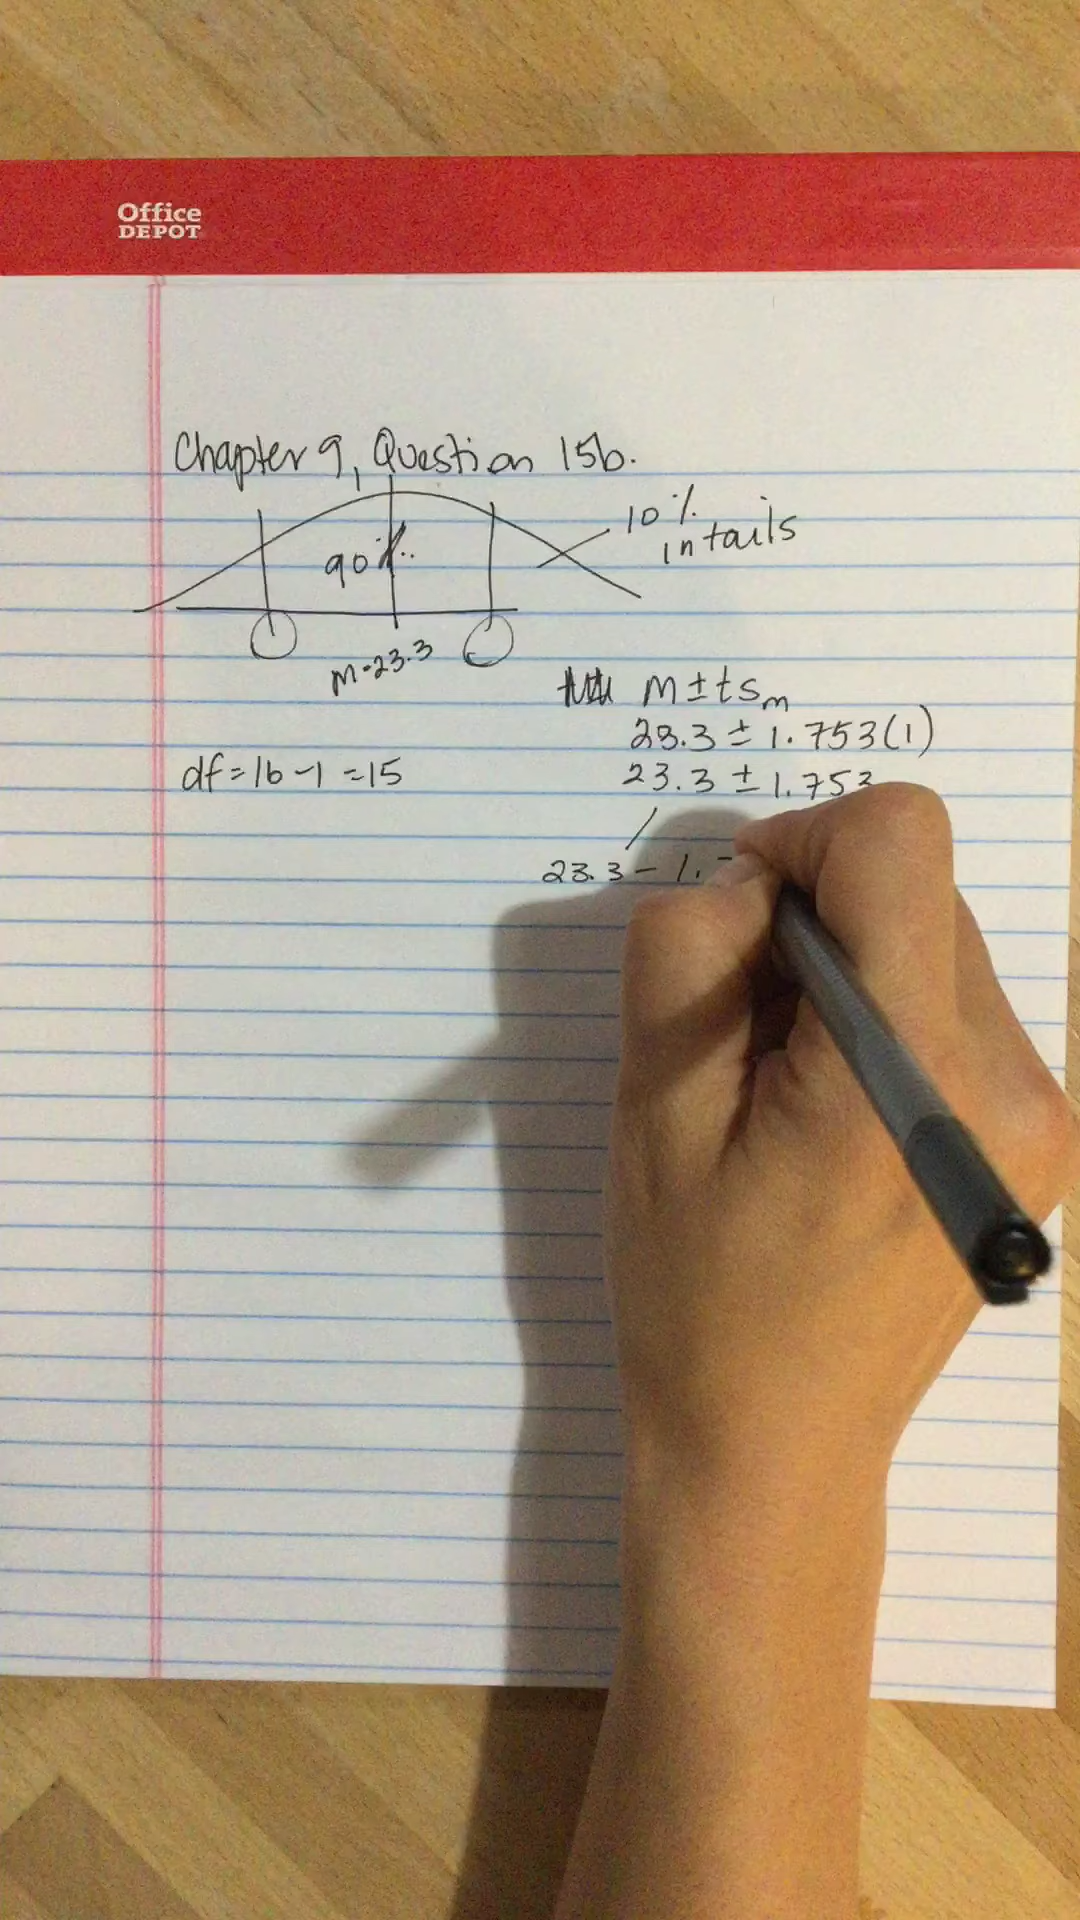 Office
DEPOT
Chapter 9, Question 15b.
10%
in tails
90%
M=23.3
M ± tsm
23.3 ± 1.753(1)
df=16-1=15
23.3 ± 1.753
23.3 - 1.